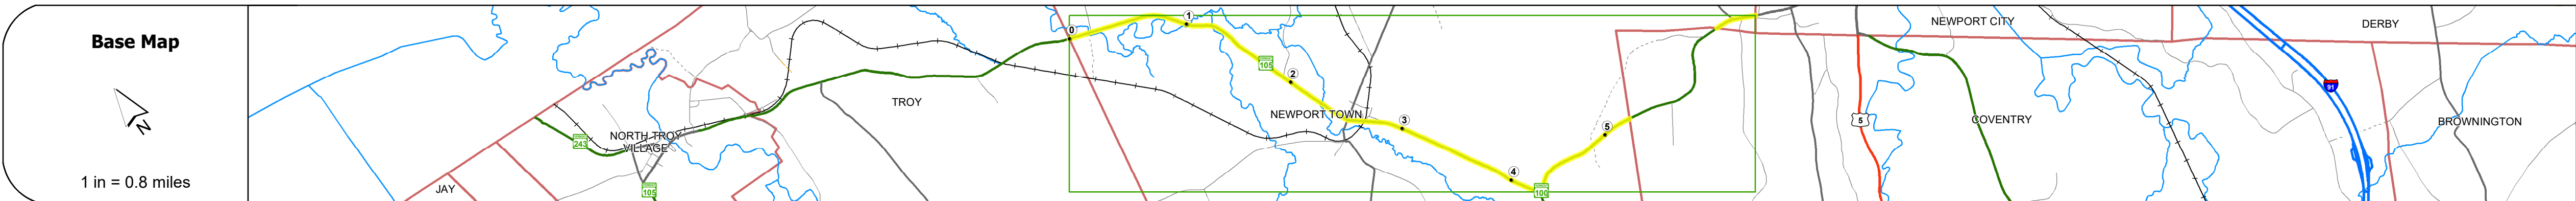 Base Map
N
1 in = 0.8 miles
JAY
243
NORTH TROY
VILLAGE
105
TROY
0
1
105
2
NEWPORT TOWN
3
4
100
5
5
NEWPORT CITY
COVENTRY
91
DERBY
BROWNINGTON